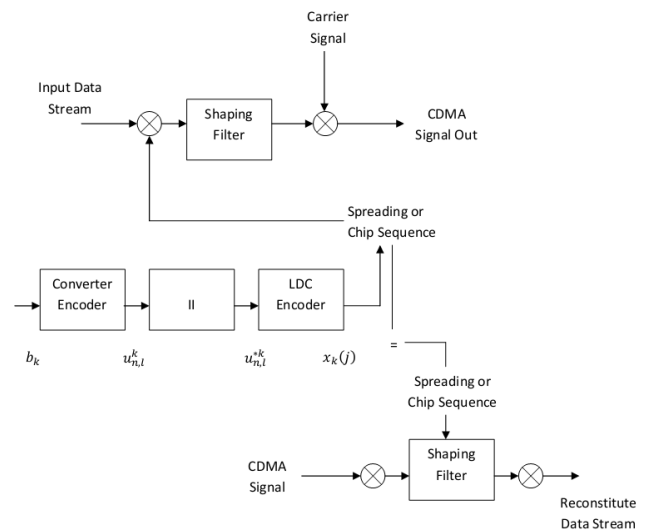 Carrier
Signal
Input Data
Stream
Shaping
Filter
CDMA
Signal Out
Spreading or
Chip Sequence
Converter
Encoder
II
LDC
Encoder
=
b_k
u_{n,l}^k
u_{n,l}^{*k}
x_k(j)
Spreading or
Chip Sequence
CDMA
Signal
Shaping
Filter
Reconstitute
Data Stream